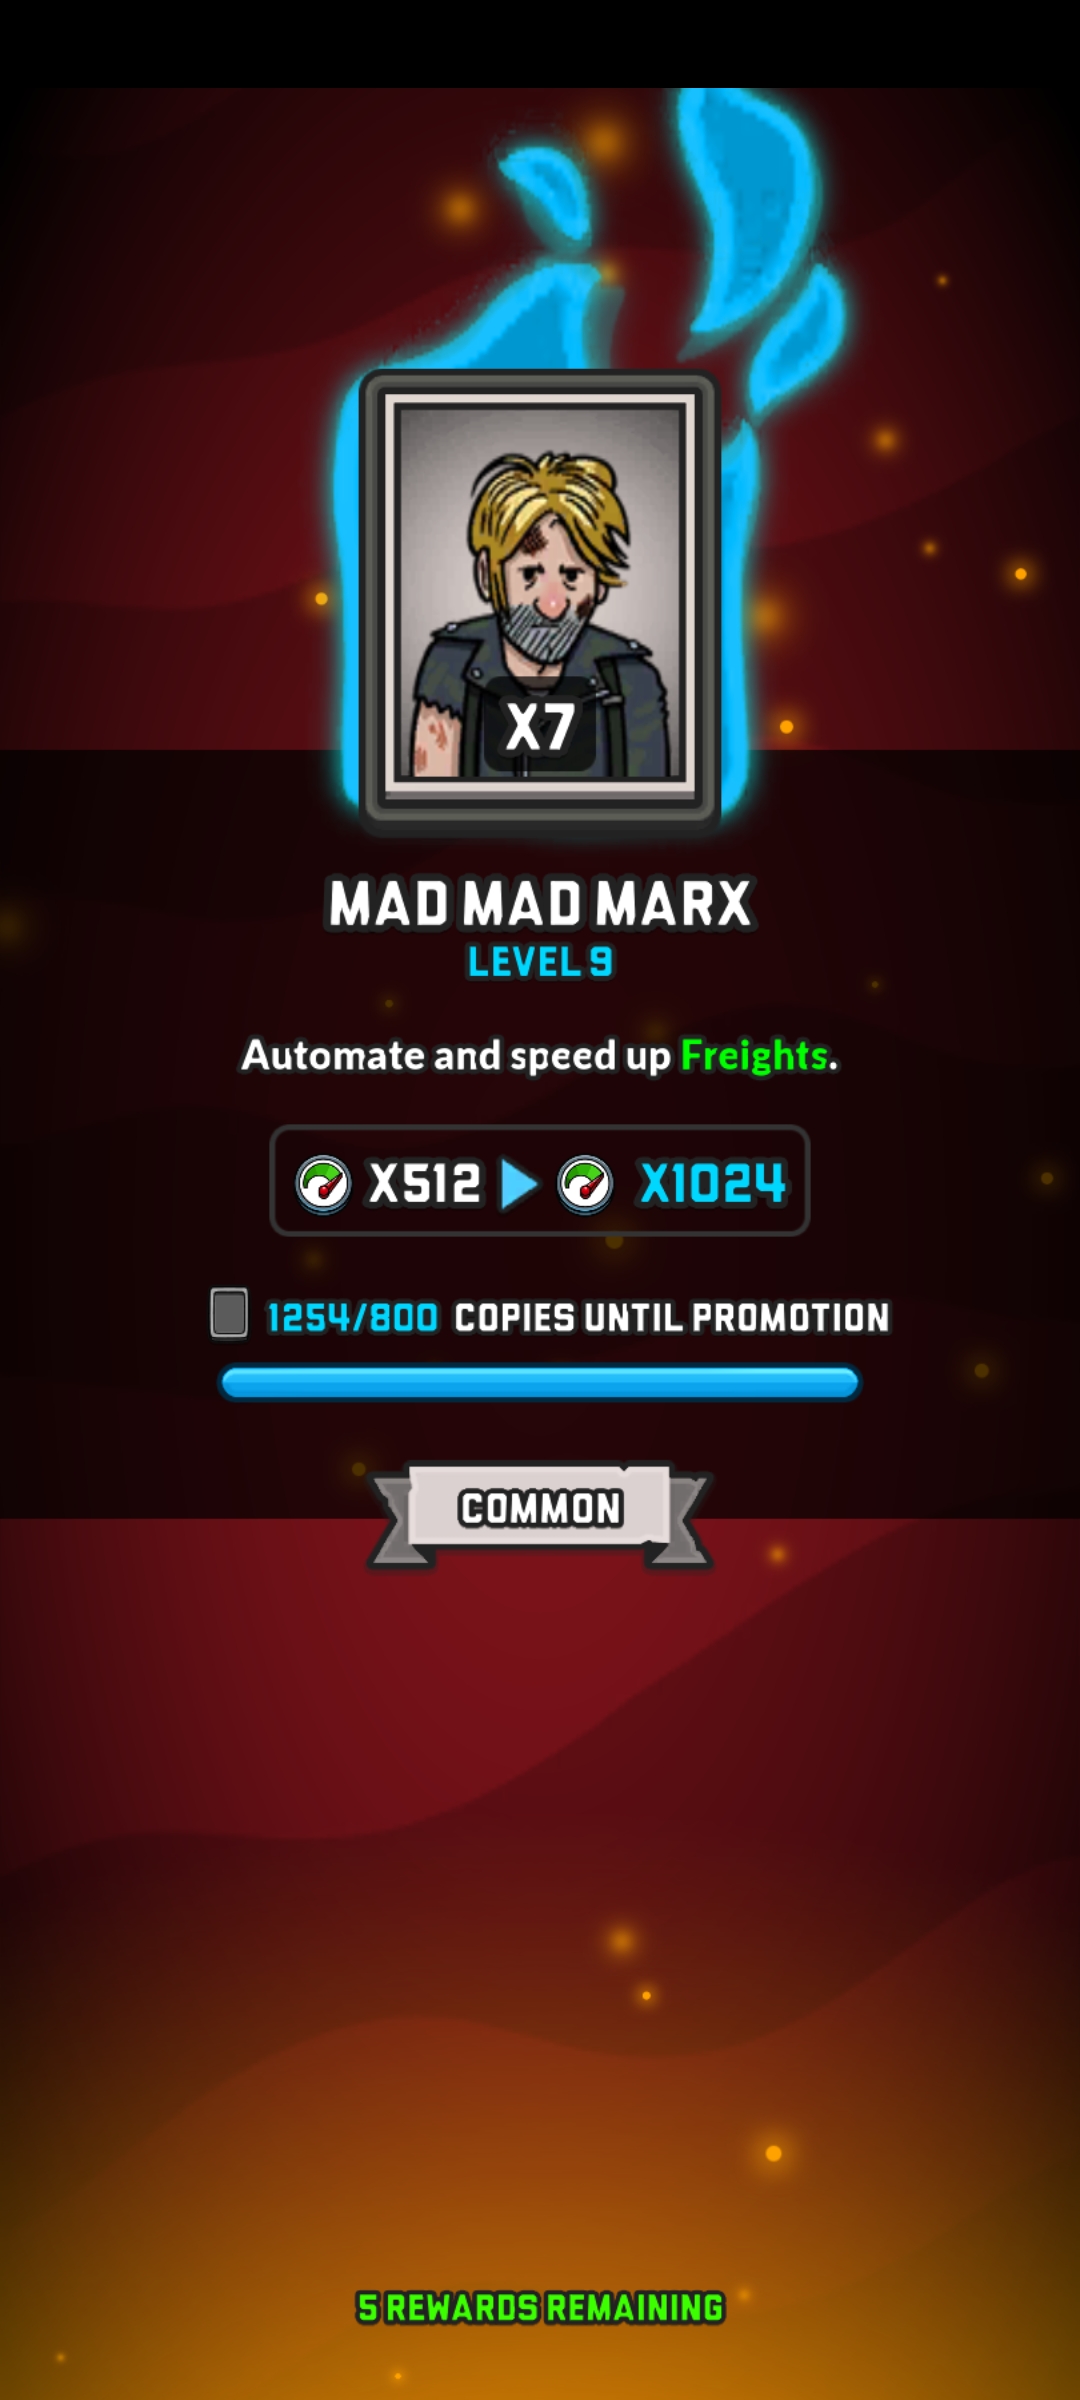 X7
MAD MAD MARX
LEVEL 9
Automate and speed up Freights.
X512 X1024
1254/800 COPIES UNTIL PROMOTION
COMMON
5 REWARDS REMAINING